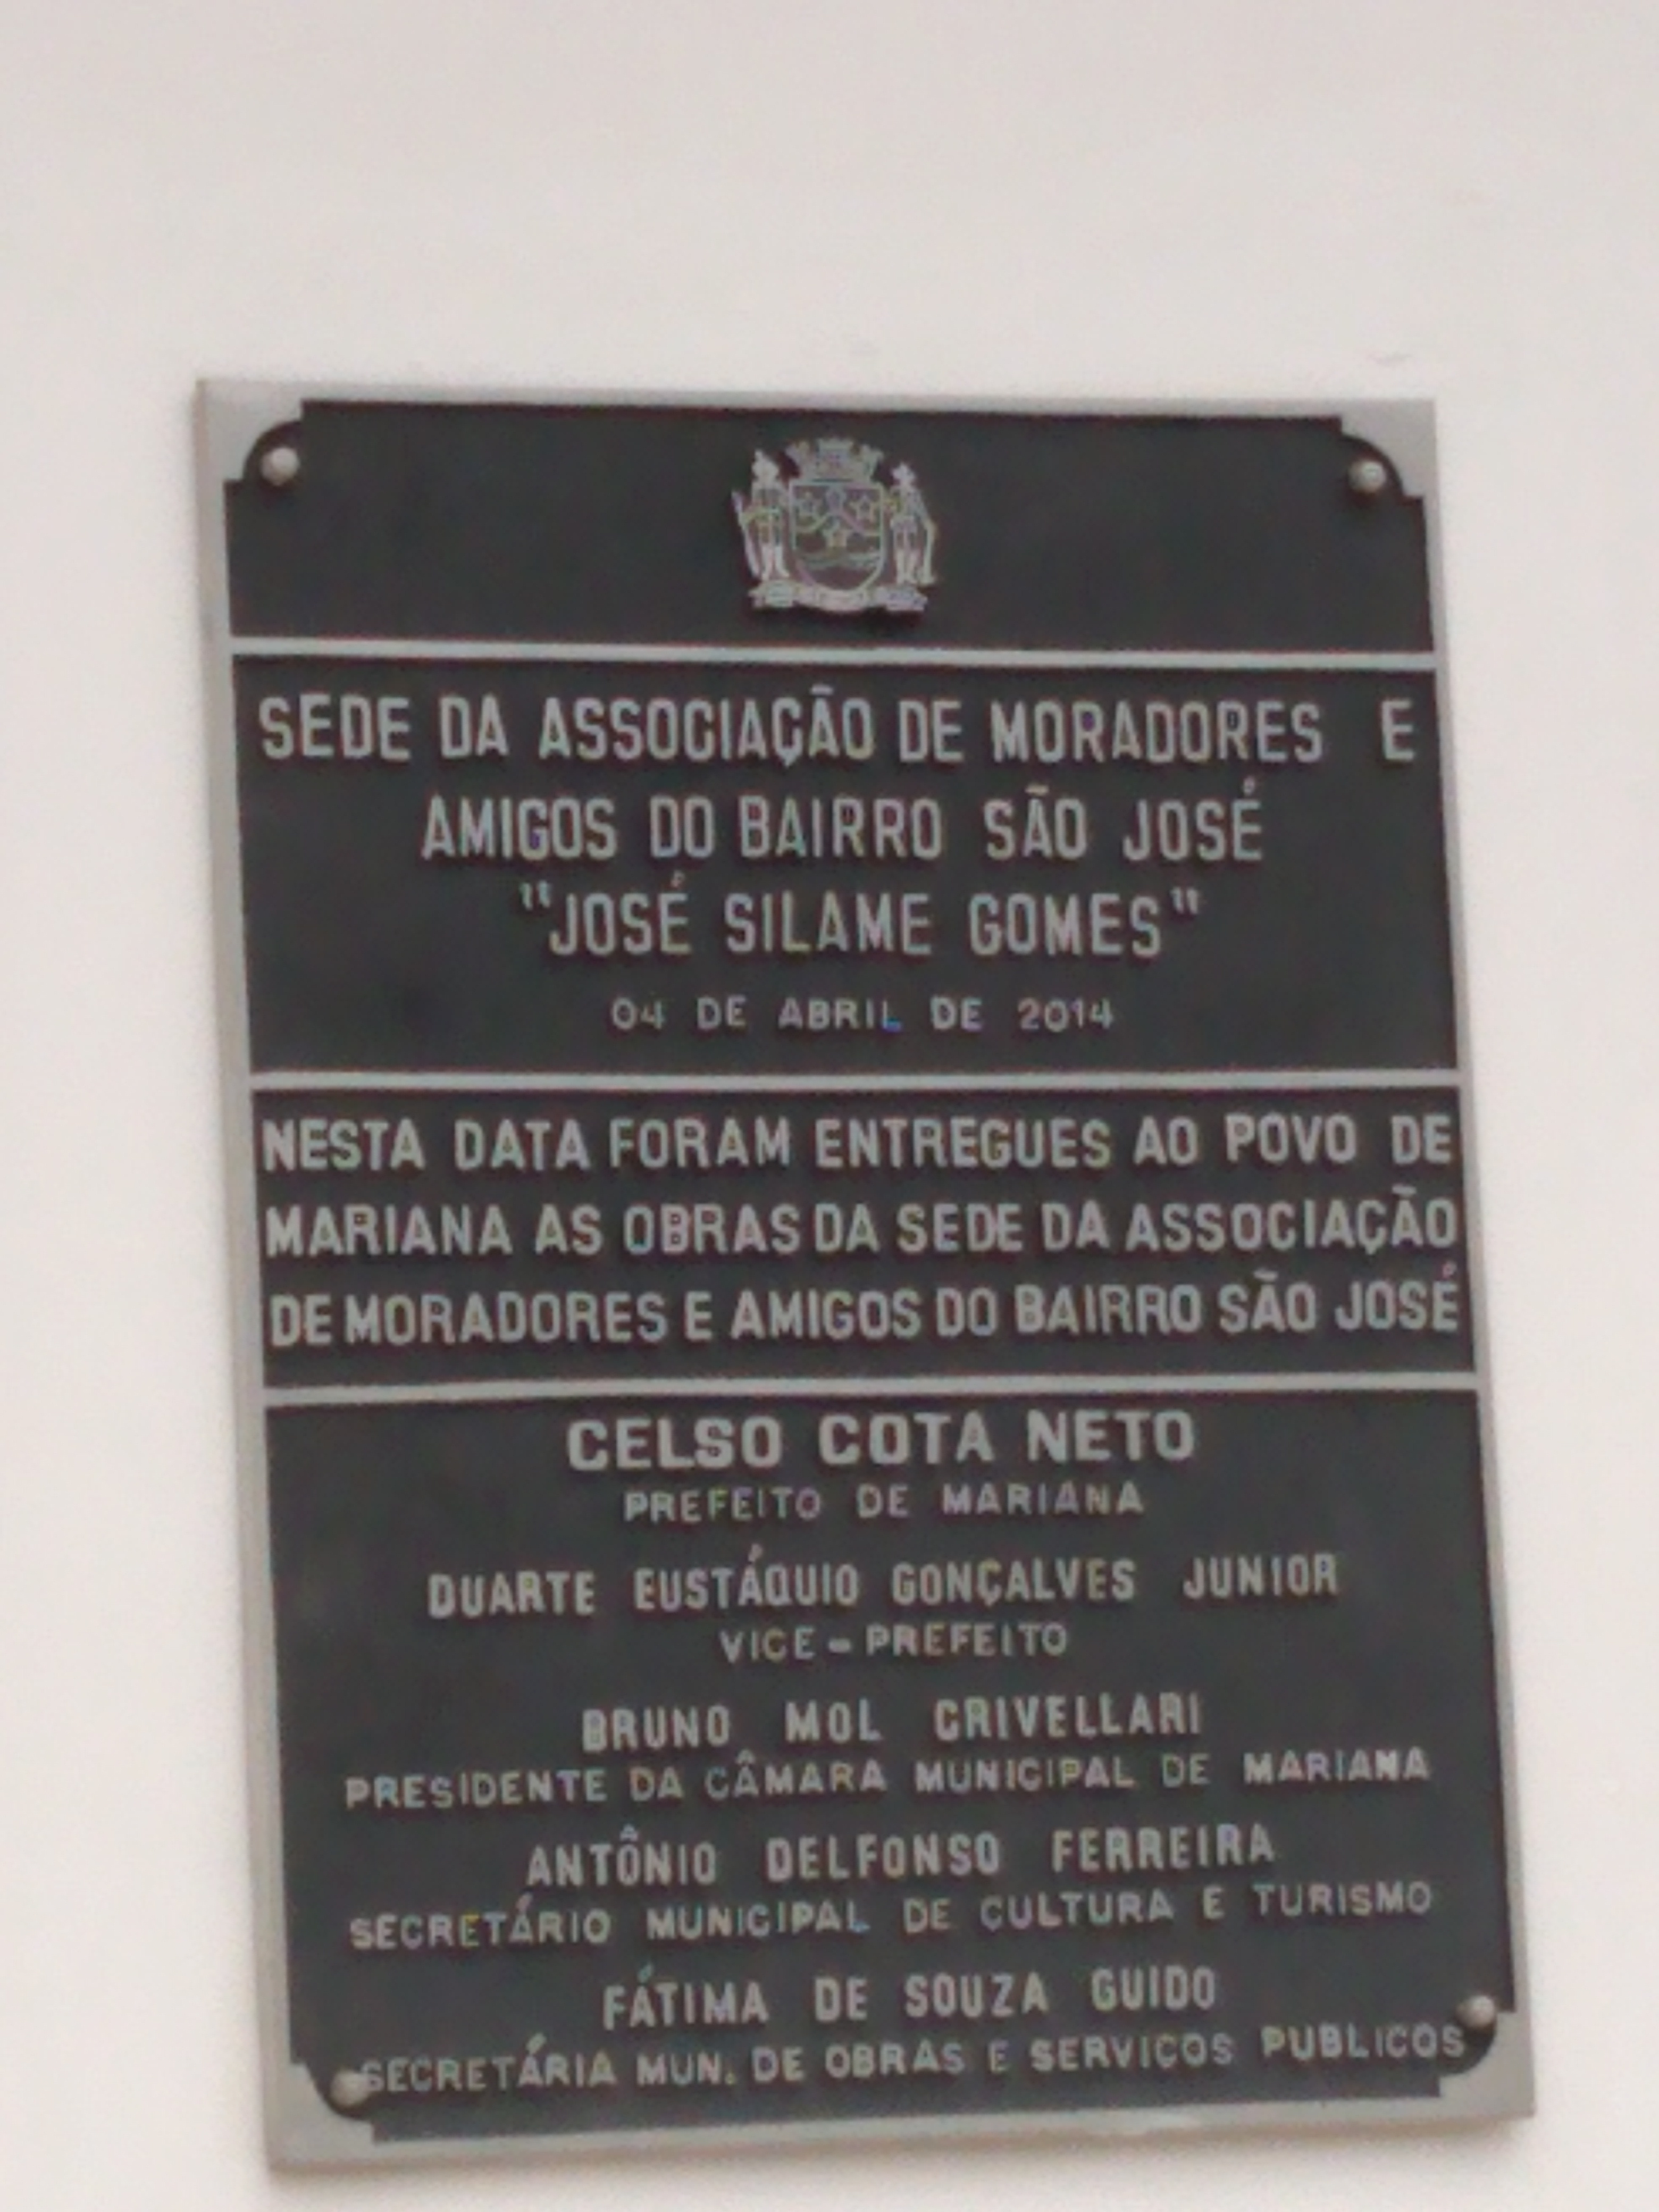 SEDE DA ASSOCIAÇÃO DE MORADORES E
AMIGOS DO BAIRRO SÃO JOSÉ
"JOSÉ SILAME GOMES"
04 DE ABRIL DE 2014
NESTA DATA FORAM ENTREGUES AO POVO DE
MARIANA AS OBRAS DA SEDE DA ASSOCIAÇÃO
DE MORADORES E AMIGOS DO BAIRRO SÃO JOSÉ
CELSO COTA NETO
PREFEITO DE MARIANA
DUARTE EUSTÁQUIO GONÇALVES JUNIOR
VICE-PREFEITO
BRUNO MOL CRIVELLARI
PRESIDENTE DA CÂMARA MUNICIPAL DE MARIANA
ANTÔNIO DELFONSO FERREIRA
SECRETÁRIO MUNICIPAL DE CULTURA E TURISMO
FÁTIMA DE SOUZA GUIDO
SECRETÁRIA MUN. DE OBRAS E SERVIÇOS PUBLICOS